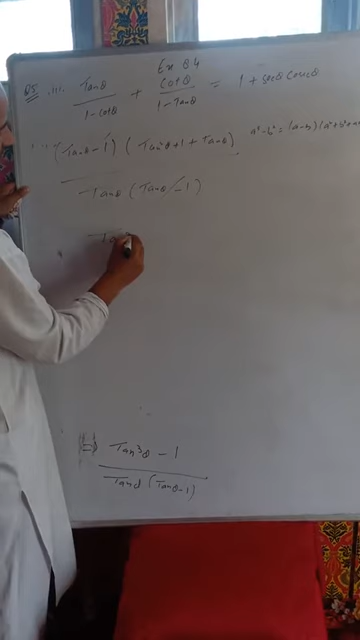 Ex 8.4
Q5. iii. Tanθ / 1 - cotθ + Cotθ / 1 - Tanθ = 1 + secθ cosecθ
a³ - b³ = (a-b) (a² + b² + a
(Tanθ - 1) (Tan²θ + 1 + Tanθ)
Tanθ (Tanθ - 1)
Ta
Tan³θ - 1
Tanθ (Tanθ - 1)